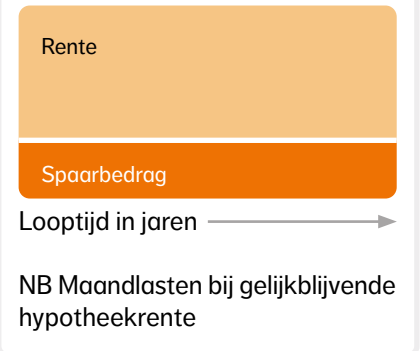 Rente
Spaarbedrag
Looptijd in jaren
NB Maandlasten bij gelijkblijvende
hypotheekrente